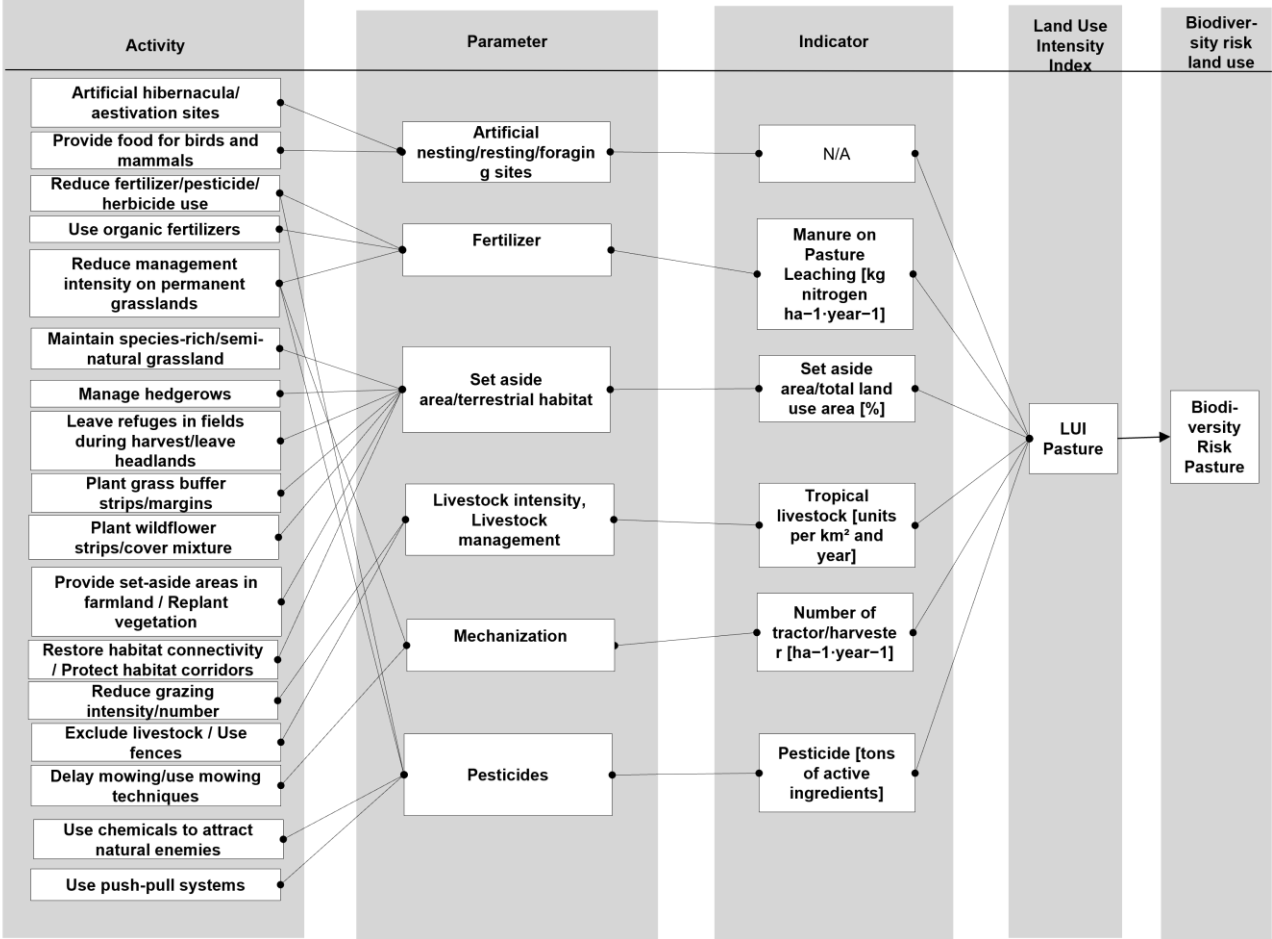 Activity
Parameter
Indicator
Land Use
Intensity
Index
Biodiver-
sity risk
land use
Artificial hibernacula/
aestivation sites
Provide food for birds and
mammals
Reduce fertilizer/pesticide/
herbicide use
Use organic fertilizers
Reduce management
intensity on permanent
grasslands
Maintain species-rich/semi-
natural grassland
Manage hedgerows
Leave refuges in fields
during harvest/leave
headlands
Plant grass buffer
strips/margins
Plant wildflower
strips/cover mixture
Provide set-aside areas in
farmland / Replant
vegetation
Restore habitat connectivity
/ Protect habitat corridors
Reduce grazing
intensity/number
Exclude livestock / Use
fences
Delay mowing/use mowing
techniques
Use chemicals to attract
natural enemies
Use push-pull systems
Artificial
nesting/resting/foragin
g sites
Fertilizer
Set aside
area/terrestrial habitat
Livestock intensity,
Livestock
management
Mechanization
Pesticides
N/A
Manure on
Pasture
Leaching [kg
nitrogen
ha−1·year−1]
Set aside
area/total land
use area [%]
Tropical
livestock [units
per km² and
year]
Number of
tractor/harveste
r [ha−1·year−1]
Pesticide [tons
of active
ingredients]
LUI
Pasture
Biodi-
versity
Risk
Pasture